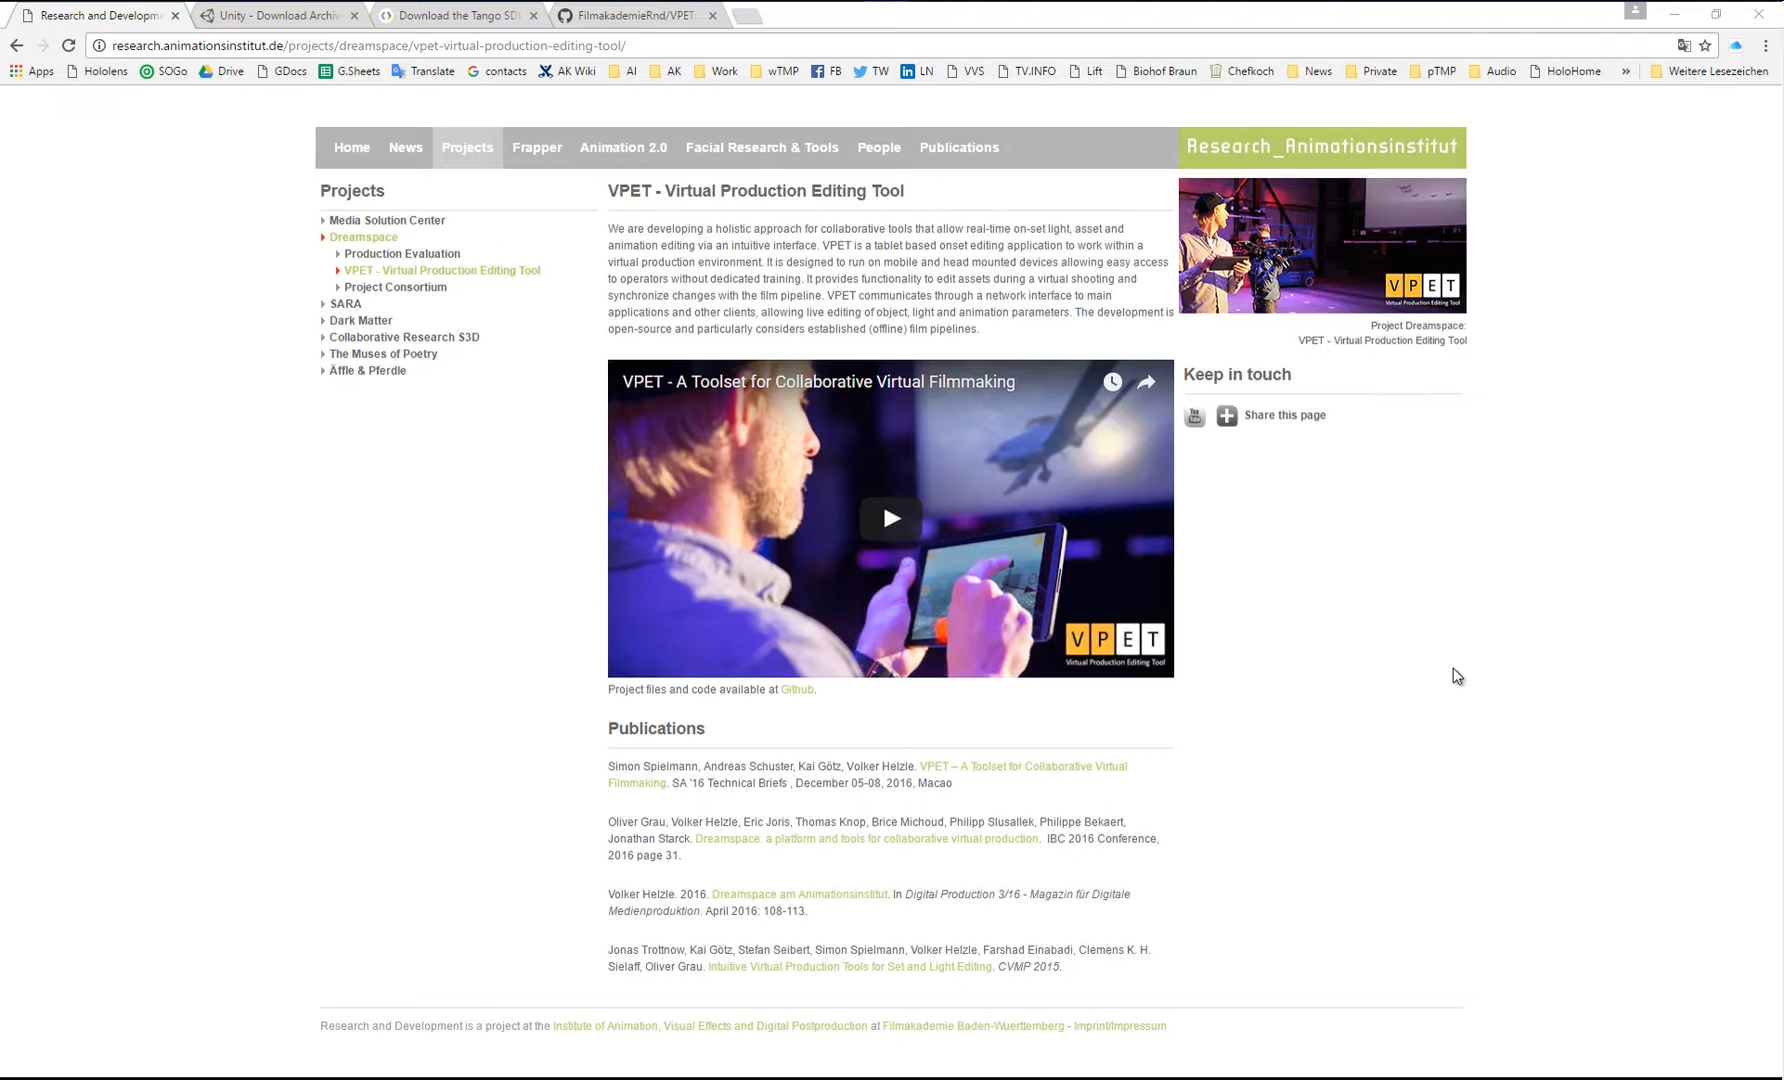 Research and Developme
Unity - Download Archiv
Download the Tango SD
FilmakademieRnd/VPET:
research.animationsinstitut.de/projects/dreamspace/vpet-virtual-production-editing-tool/
Apps Hololens SOGo Drive GDocs G.Sheets Translate contacts AK Wiki AI AK Work wTMP FB TW LN VVS TV.INFO Lift Biohof Braun Chefkoch News Private pTMP Audio HoloHome » Weitere Lesezeichen
Home News Projects Frapper Animation 2.0 Facial Research & Tools People Publications
Research_Animationsinstitut
Projects
Media Solution Center
Dreamspace
Production Evaluation
VPET - Virtual Production Editing Tool
Project Consortium
SARA
Dark Matter
Collaborative Research S3D
The Muses of Poetry
Äffle & Pferdle
VPET - Virtual Production Editing Tool
We are developing a holistic approach for collaborative tools that allow real-time on-set light, asset and
animation editing via an intuitive interface. VPET is a tablet based onset editing application to work within a
virtual production environment. It is designed to run on mobile and head mounted devices allowing easy access
to operators without dedicated training. It provides functionality to edit assets during a virtual shooting and
synchronize changes with the film pipeline. VPET communicates through a network interface to main
applications and other clients, allowing live editing of object, light and animation parameters. The development is
open-source and particularly considers established (offline) film pipelines.
VPET - A Toolset for Collaborative Virtual Filmmaking
VPET
Virtual Production Editing Tool
Project files and code available at Github.
Publications
Simon Spielmann, Andreas Schuster, Kai Götz, Volker Helzle. VPET – A Toolset for Collaborative Virtual
Filmmaking. SA '16 Technical Briefs , December 05-08, 2016, Macao
Oliver Grau, Volker Helzle, Eric Joris, Thomas Knop, Brice Michoud, Philipp Slusallek, Philippe Bekaert,
Jonathan Starck. Dreamspace: a platform and tools for collaborative virtual production. IBC 2016 Conference,
2016 page 31.
Volker Helzle. 2016. Dreamspace am Animationsinstitut. In Digital Production 3/16 - Magazin für Digitale
Medienproduktion. April 2016: 108-113.
Jonas Trottnow, Kai Götz, Stefan Seibert, Simon Spielmann, Volker Helzle, Farshad Einabadi, Clemens K. H.
Sielaff, Oliver Grau. Intuitive Virtual Production Tools for Set and Light Editing. CVMP 2015.
VPET
Virtual Production Editing Tool
Project Dreamspace:
VPET - Virtual Production Editing Tool
Keep in touch
You Tube
Share this page
Research and Development is a project at the Institute of Animation, Visual Effects and Digital Postproduction at Filmakademie Baden-Wuerttemberg - Imprint/Impressum